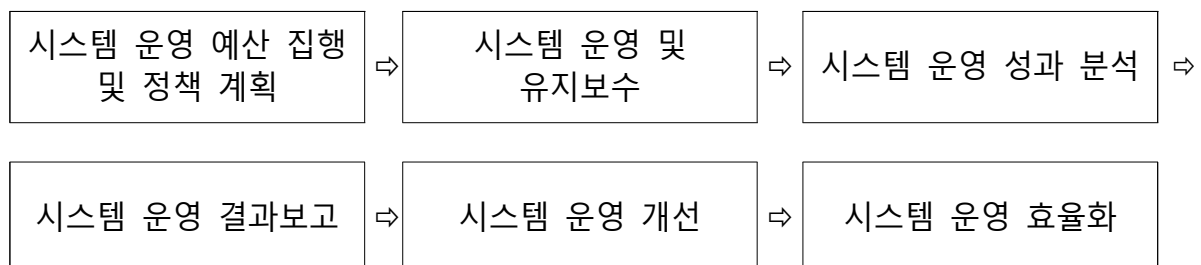 시스템 운영 예산 집행
및 정책 계획
⇨
시스템 운영 및
유지보수
⇨
시스템 운영 성과 분석
⇨
시스템 운영 결과보고
⇨
시스템 운영 개선
⇨
시스템 운영 효율화